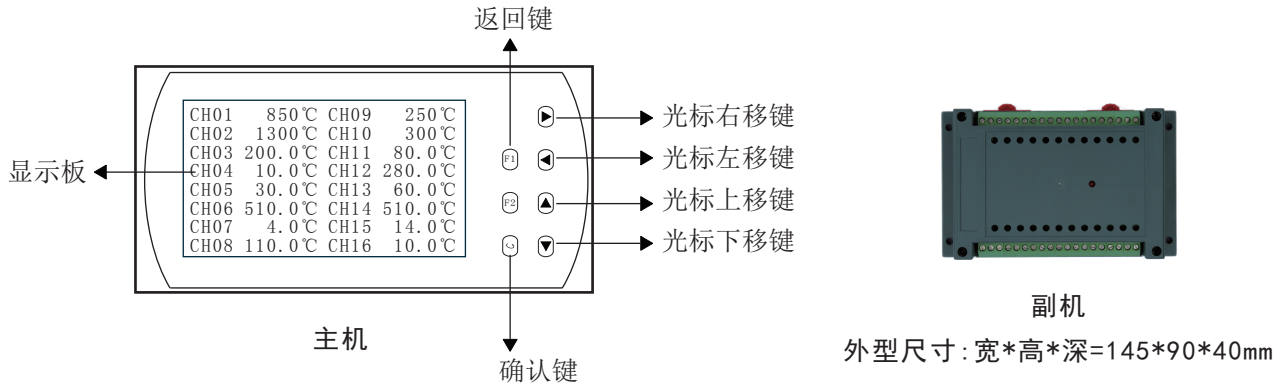 返回键
CH01 850℃ CH09 250℃
CH02 1300℃ CH10 300℃
CH03 200.0℃ CH11 80.0℃
CH04 10.0℃ CH12 280.0℃
CH05 30.0℃ CH13 60.0℃
CH06 510.0℃ CH14 510.0℃
CH07 4.0℃ CH15 14.0℃
CH08 110.0℃ CH16 10.0℃
显示板
F1
F2
光标右移键
光标左移键
光标上移键
光标下移键
主机
确认键
副机
外型尺寸:宽*高*深=145*90*40mm